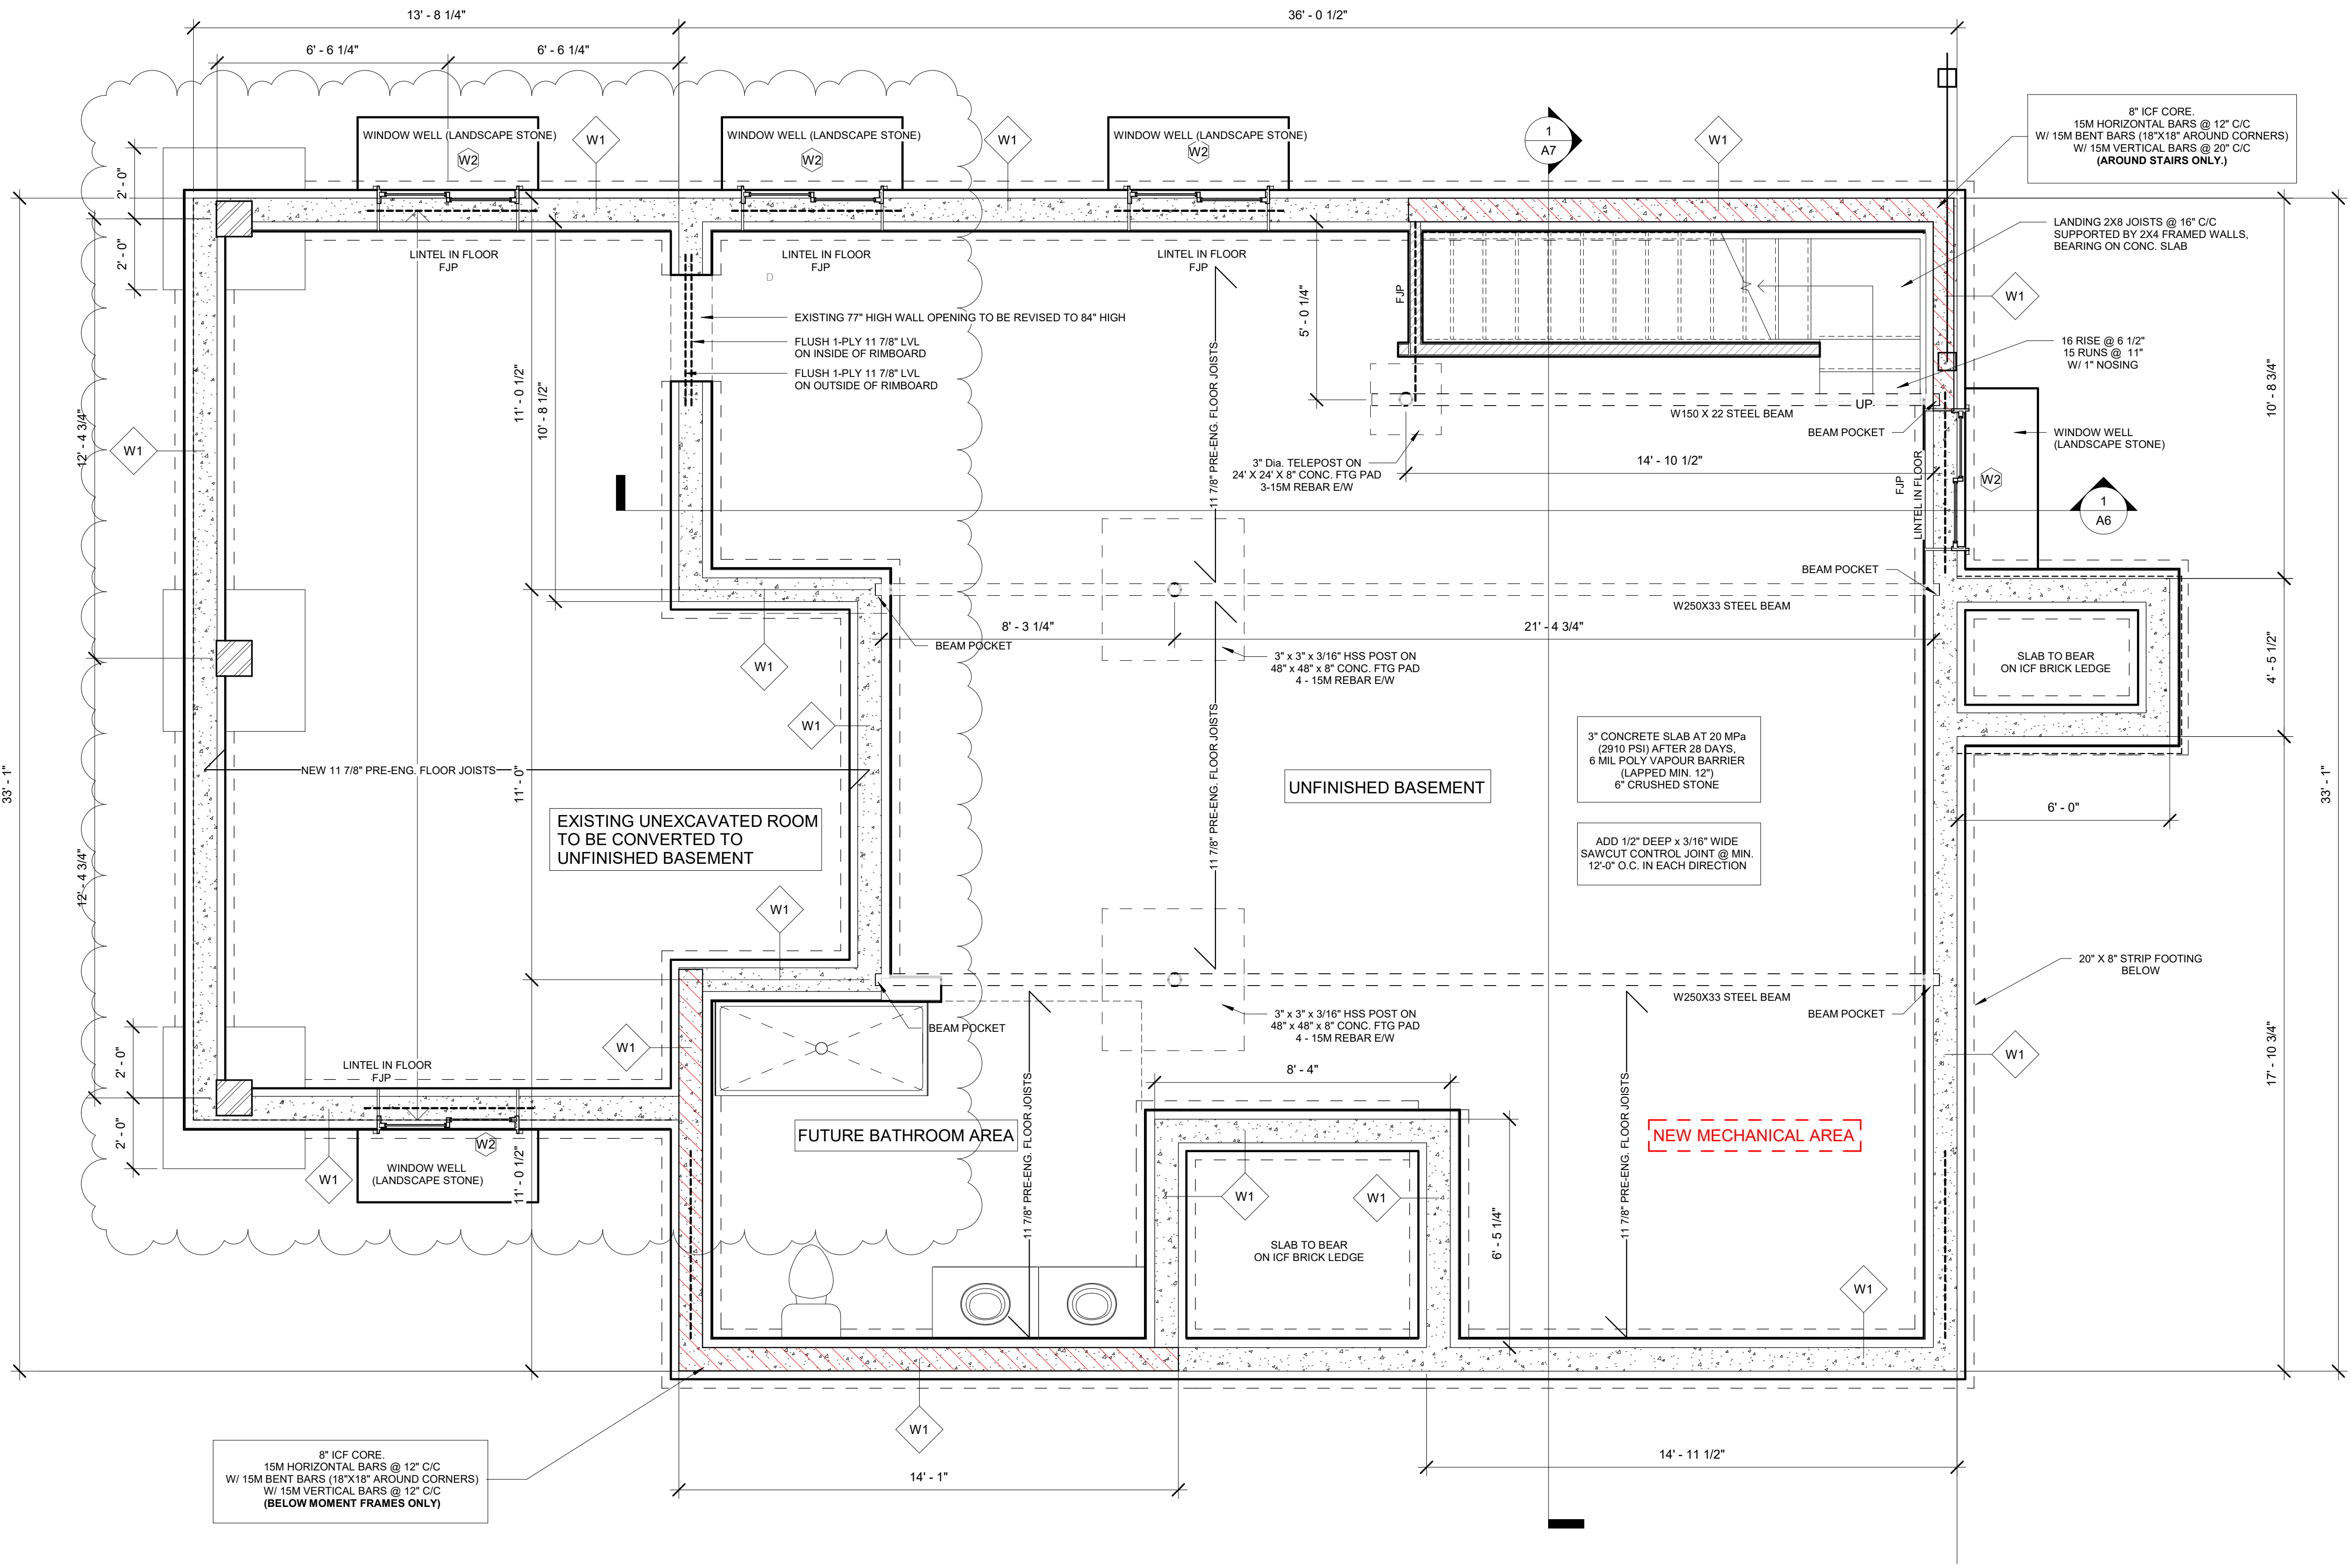 13' - 8 1/4"
36' - 0 1/2"
6' - 6 1/4"
6' - 6 1/4"
WINDOW WELL (LANDSCAPE STONE)
W2
W1
WINDOW WELL (LANDSCAPE STONE)
W2
W1
WINDOW WELL (LANDSCAPE STONE)
W2
1
A7
W1
8" ICF CORE.
15M HORIZONTAL BARS @ 12" C/C
W/ 15M BENT BARS (18"X18" AROUND CORNERS)
W/ 15M VERTICAL BARS @ 20" C/C
(AROUND STAIRS ONLY.)
2' - 0"
2' - 0"
LINTEL IN FLOOR
FJP
LINTEL IN FLOOR
FJP
D
LINTEL IN FLOOR
FJP
FJP
LANDING 2X8 JOISTS @ 16" C/C
SUPPORTED BY 2X4 FRAMED WALLS,
BEARING ON CONC. SLAB
W1
EXISTING 77" HIGH WALL OPENING TO BE REVISED TO 84" HIGH
FLUSH 1-PLY 11 7/8" LVL
ON INSIDE OF RIMBOARD
FLUSH 1-PLY 11 7/8" LVL
ON OUTSIDE OF RIMBOARD
5' - 0 1/4"
16 RISE @ 6 1/2"
15 RUNS @ 11"
W/ 1" NOSING
10' - 8 3/4"
11' - 0 1/2"
10' - 8 1/2"
12' - 4 3/4"
W1
11 7/8" PRE-ENG. FLOOR JOISTS
UP
W150 X 22 STEEL BEAM
BEAM POCKET
WINDOW WELL
(LANDSCAPE STONE)
3" Dia. TELEPOST ON
24' X 24' X 8" CONC. FTG PAD
3-15M REBAR E/W
14' - 10 1/2"
LINTEL IN FLOOR
FJP
W2
1
A6
BEAM POCKET
W250X33 STEEL BEAM
8' - 3 1/4"
21' - 4 3/4"
BEAM POCKET
W1
3" x 3" x 3/16" HSS POST ON
48" x 48" x 8" CONC. FTG PAD
4 - 15M REBAR E/W
SLAB TO BEAR
ON ICF BRICK LEDGE
4' - 5 1/2"
W1
3" CONCRETE SLAB AT 20 MPa
(2910 PSI) AFTER 28 DAYS,
6 MIL POLY VAPOUR BARRIER
(LAPPED MIN. 12")
6" CRUSHED STONE
33' - 1"
NEW 11 7/8" PRE-ENG. FLOOR JOISTS
11' - 0"
11 7/8" PRE-ENG. FLOOR JOISTS
UNFINISHED BASEMENT
33' - 1"
6' - 0"
EXISTING UNEXCAVATED ROOM
TO BE CONVERTED TO
UNFINISHED BASEMENT
ADD 1/2" DEEP x 3/16" WIDE
SAWCUT CONTROL JOINT @ MIN.
12'-0" O.C. IN EACH DIRECTION
12' - 4 3/4"
W1
20" X 8" STRIP FOOTING
BELOW
W250X33 STEEL BEAM
BEAM POCKET
BEAM POCKET
3" x 3" x 3/16" HSS POST ON
48" x 48" x 8" CONC. FTG PAD
4 - 15M REBAR E/W
W1
W1
2' - 0"
2' - 0"
LINTEL IN FLOOR
FJP
8' - 4"
17' - 10 3/4"
FUTURE BATHROOM AREA
11 7/8" PRE-ENG. FLOOR JOISTS
11 7/8" PRE-ENG. FLOOR JOISTS
NEW MECHANICAL AREA
W2
WINDOW WELL
(LANDSCAPE STONE)
W1
11' - 0 1/2"
W1
W1
SLAB TO BEAR
ON ICF BRICK LEDGE
6' - 5 1/4"
W1
W1
8" ICF CORE.
15M HORIZONTAL BARS @ 12" C/C
W/ 15M BENT BARS (18"X18" AROUND CORNERS)
W/ 15M VERTICAL BARS @ 12" C/C
(BELOW MOMENT FRAMES ONLY)
14' - 1"
14' - 11 1/2"